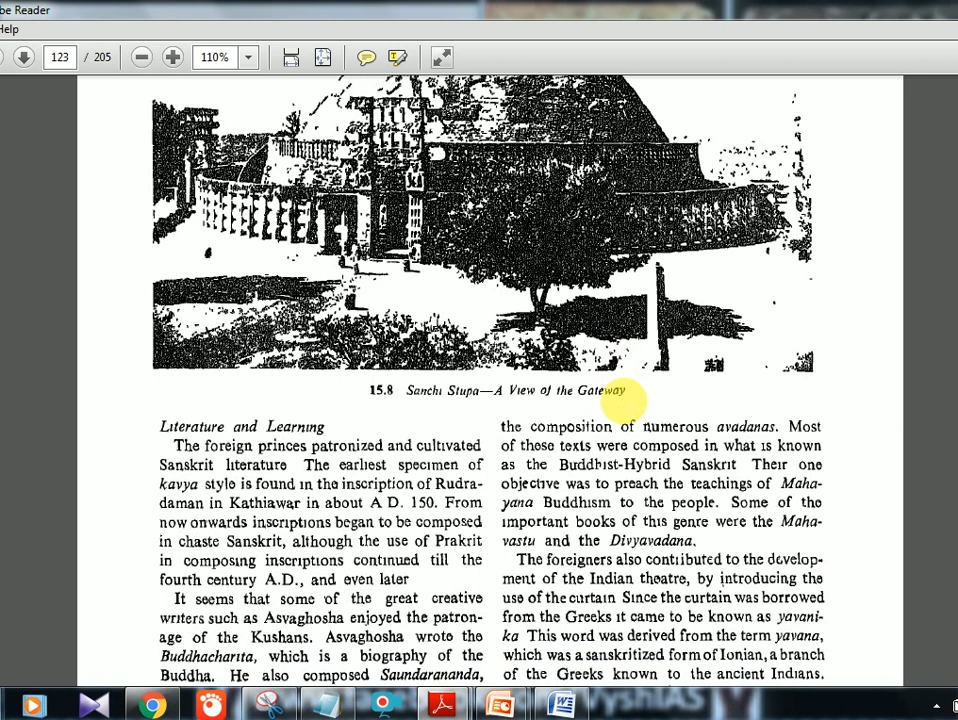 be Reader
Help
123 / 205 110%
15.8 Sanchi Stupa—A View of the Gateway
Literature and Learning
The foreign princes patronized and cultivated
Sanskrit literature The earliest specimen of
kavya style is found in the inscription of Rudra-
daman in Kathiawar in about A D. 150. From
now onwards inscriptions began to be composed
in chaste Sanskrit, although the use of Prakrit
in composing inscriptions continued till the
fourth century A.D., and even later
It seems that some of the great creative
writers such as Asvaghosha enjoyed the patron-
age of the Kushans. Asvaghosha wrote the
Buddhacharita, which is a biography of the
Buddha. He also composed Saundarananda,
the composition of numerous avadanas. Most
of these texts were composed in what is known
as the Buddhist-Hybrid Sanskrit Their one
objective was to preach the teachings of Maha-
yana Buddhism to the people. Some of the
important books of this genre were the Maha-
vastu and the Divyavadana.
The foreigners also contributed to the develop-
ment of the Indian theatre, by introducing the
use of the curtain Since the curtain was borrowed
from the Greeks it came to be known as yavani-
ka This word was derived from the term yavana,
which was a sanskritized form of Ionian, a branch
of the Greeks known to the ancient Indians.